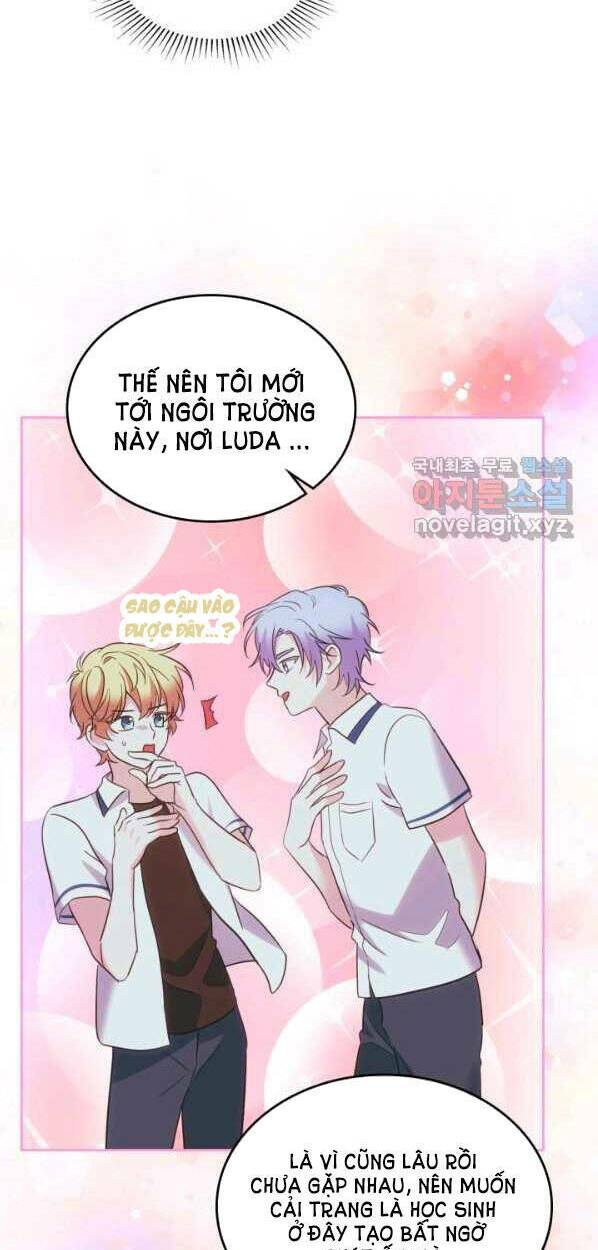 THẾ NÊN TÔI MỚI
TỚI NGÔI TRƯỜNG
NÀY, NƠI LUDA ...
국내최초 무료 웹소설
아지툰소설
novelagit.xyz
SAO CẬU VÀO
ĐƯỢC ĐÂY...?
LÀ VÌ CŨNG LÂU RỒI
CHƯA GẶP NHAU, NÊN MUỐN
CẢI TRANG LÀ HỌC SINH
Ở ĐÂY TẠO BẤT NGỜ